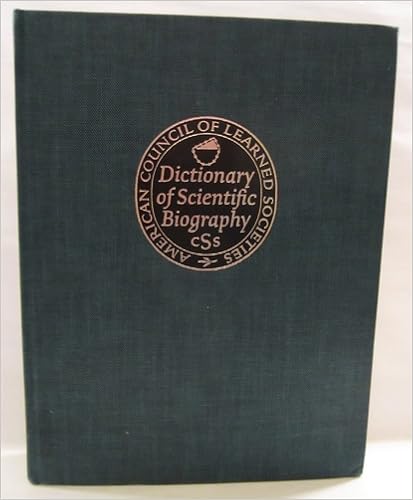 AMERICAN COUNCIL OF LEARNED SOCIETIES
Dictionary
of Scientific
Biography
CSS